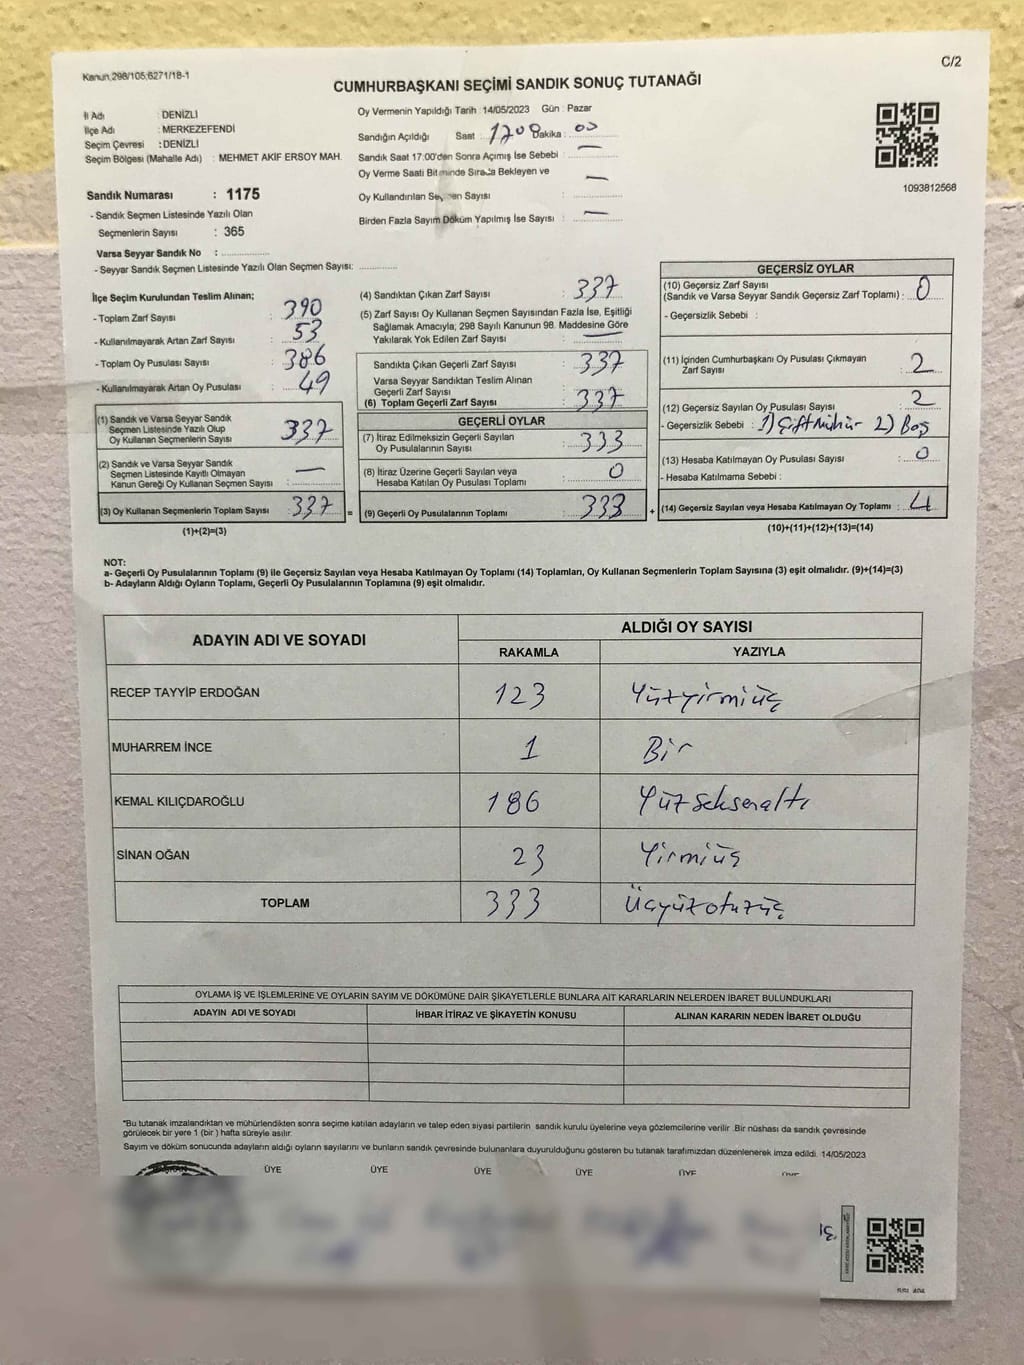 Kanun:298/105;6271/18-1
C/2
CUMHURBAŞKANI SEÇİMİ SANDIK SONUÇ TUTANAĞI
İl Adı : DENİZLİ
İlçe Adı : MERKEZEFENDİ
Seçim Çevresi : DENİZLİ
Seçim Bölgesi (Mahalle Adı) : MEHMET AKİF ERSOY MAH.
Sandık Numarası : 1175
- Sandık Seçmen Listesinde Yazılı Olan
Seçmenlerin Sayısı : 365
Varsa Seyyar Sandık No : ................
- Seyyar Sandık Seçmen Listesinde Yazılı Olan Seçmen Sayısı: ............
Oy Vermenin Yapıldığı Tarih :14/05/2023 Gün : Pazar
Sandığın Açıldığı Saat : 1700 Dakika : 00
Sandık Saat 17:00'den Sonra Açımış İse Sebebi : —
Oy Verme Saati Bitiminde Sırada Bekleyen ve —
Oy Kullandırılan Seçmen Sayısı :
Birden Fazla Sayım Döküm Yapılmış İse Sayısı : —
1093812568
İlçe Seçim Kurulundan Teslim Alınan;
- Toplam Zarf Sayısı : 390
- Kullanılmayarak Artan Zarf Sayısı : 53
- Toplam Oy Pusulası Sayısı : 386
- Kullanılmayarak Artan Oy Pusulası : 49
(1) Sandık ve Varsa Seyyar Sandık
Seçmen Listesinde Yazılı Olup
Oy Kullanan Seçmenlerin Sayısı : 337
(2) Sandık ve Varsa Seyyar Sandık
Seçmen Listesinde Kayıtlı Olmayan
Kanun Gereği Oy Kullanan Seçmen Sayısı : —
(3) Oy Kullanan Seçmenlerin Toplam Sayısı : 337 =
(1)+(2)=(3)
(4) Sandıktan Çıkan Zarf Sayısı : 337
(5) Zarf Sayısı Oy Kullanan Seçmen Sayısından Fazla İse, Eşitliği
Sağlamak Amacıyla; 298 Sayılı Kanunun 98. Maddesine Göre
Yakılarak Yok Edilen Zarf Sayısı : —
Sandıkta Çıkan Geçerli Zarf Sayısı : 337
Varsa Seyyar Sandıktan Teslim Alınan
Geçerli Zarf Sayısı
(6) Toplam Geçerli Zarf Sayısı : 337
GEÇERLİ OYLAR
(7) İtiraz Edilmeksizin Geçerli Sayılan
Oy Pusulalarının Sayısı : 333
(8) İtiraz Üzerine Geçerli Sayılan veya
Hesaba Katılan Oy Pusulası Toplamı : 0
(9) Geçerli Oy Pusulalarının Toplamı : 333 +
GEÇERSİZ OYLAR
(10) Geçersiz Zarf Sayısı
(Sandık ve Varsa Seyyar Sandık Geçersiz Zarf Toplamı) : 0
- Geçersizlik Sebebi :
(11) İçinden Cumhurbaşkanı Oy Pusulası Çıkmayan
Zarf Sayısı : 2
(12) Geçersiz Sayılan Oy Pusulası Sayısı : 2
- Geçersizlik Sebebi : 1) Çift Mühür 2) Boş
(13) Hesaba Katılmayan Oy Pusulası Sayısı : 0
- Hesaba Katılmama Sebebi :
(14) Geçersiz Sayılan veya Hesaba Katılmayan Oy Toplamı : 4
(10)+(11)+(12)+(13)=(14)
NOT:
a- Geçerli Oy Pusulalarının Toplamı (9) ile Geçersiz Sayılan veya Hesaba Katılmayan Oy Toplamı (14) Toplamları, Oy Kullanan Seçmenlerin Toplam Sayısına (3) eşit olmalıdır. (9)+(14)=(3)
b- Adayların Aldığı Oyların Toplamı, Geçerli Oy Pusulalarının Toplamına (9) eşit olmalıdır.
ADAYIN ADI VE SOYADI ALDIĞI OY SAYISI
RAKAMLA YAZIYLA
RECEP TAYYİP ERDOĞAN 123 Yüzyirmiüç
MUHARREM İNCE 1 Bir
KEMAL KILIÇDAROĞLU 186 Yüzseksenaltı
SİNAN OĞAN 23 Yirmiüç
TOPLAM 333 Üçyüzotuzüç
OYLAMA İŞ VE İŞLEMLERİNE VE OYLARIN SAYIM VE DÖKÜMÜNE DAİR ŞİKAYETLERLE BUNLARA AİT KARARLARIN NELERDEN İBARET BULUNDUKLARI
ADAYIN ADI VE SOYADI İHBAR İTİRAZ VE ŞİKAYETİN KONUSU ALINAN KARARIN NEDEN İBARET OLDUĞU
"Bu tutanak imzalandıktan ve mühürlendikten sonra seçime katılan adayların ve talep eden siyasi partilerin sandık kurulu üyelerine veya gözlemcilerine verilir .Bir nüshası da sandık çevresinde
görülecek bir yere 1 (bir ) hafta süreyle asılır.
Sayım ve döküm sonucunda adayların aldığı oyların sayılarını ve bunların sandık çevresinde bulunanlara duyurulduğunu gösteren bu tutanak tarafımızdan düzenlenerek imza edildi. 14/05/2023
ÜYE ÜYE ÜYE ÜYE ÜYE